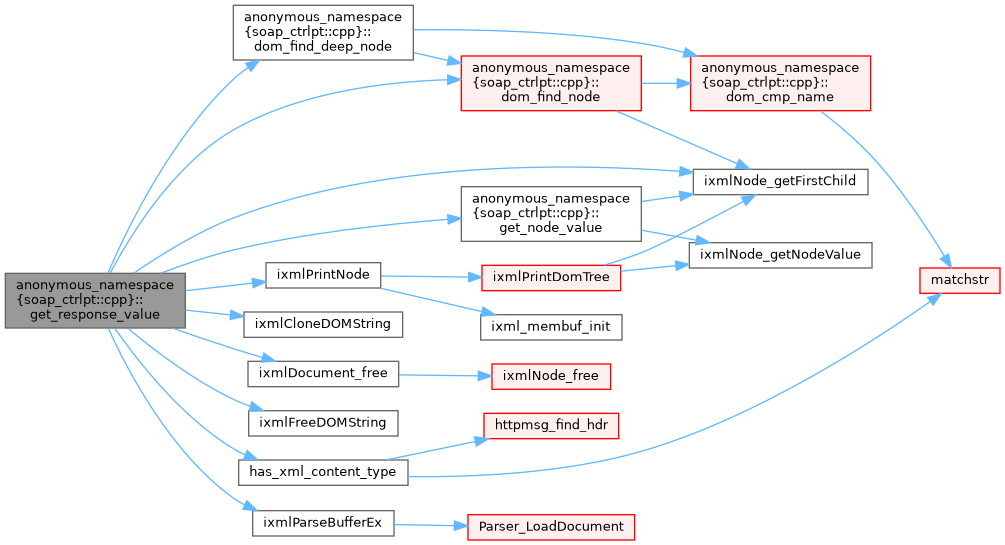 anonymous_namespace
{soap_ctrlpt::cpp}::
dom_find_deep_node
anonymous_namespace
{soap_ctrlpt::cpp}::
dom_find_node
anonymous_namespace
{soap_ctrlpt::cpp}::
dom_cmp_name
ixmlNode_getFirstChild
anonymous_namespace
{soap_ctrlpt::cpp}::
get_node_value
ixmlNode_getNodeValue
anonymous_namespace
{soap_ctrlpt::cpp}::
get_response_value
ixmlPrintNode
ixmlPrintDomTree
matchstr
ixmlCloneDOMString
ixml_membuf_init
ixmlDocument_free
ixmlNode_free
ixmlFreeDOMString
httpmsg_find_hdr
has_xml_content_type
ixmlParseBufferEx
Parser_LoadDocument